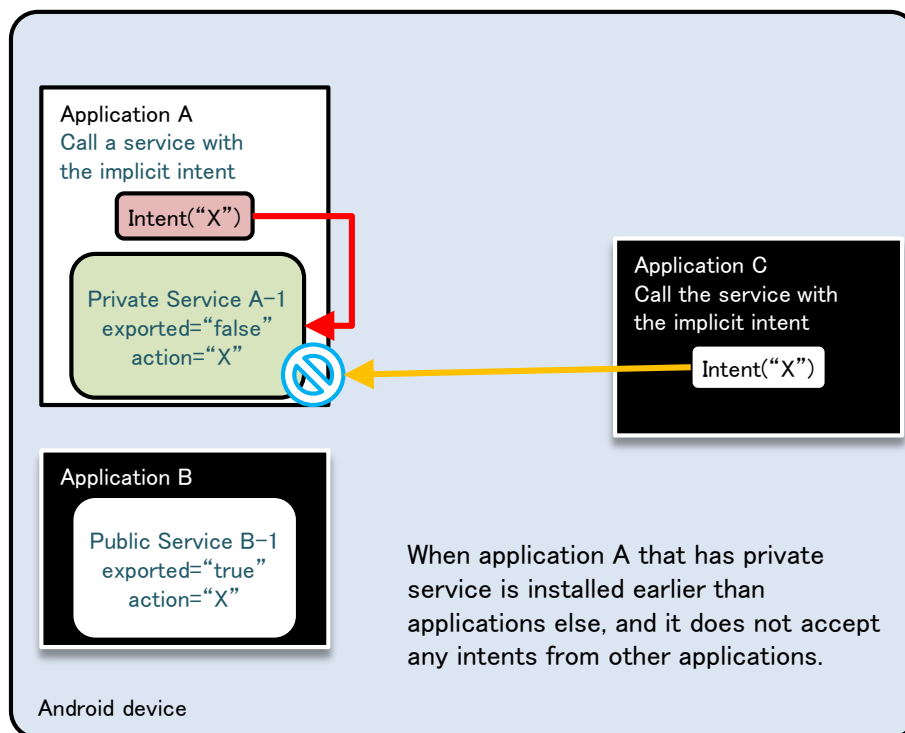 Application A
Call a service with
the implicit intent
Intent(“X”)
Private Service A-1
exported=“false”
action=“X”
Application C
Call the service with
the implicit intent
Intent(“X”)
Application B
Public Service B-1
exported=“true”
action=“X”
When application A that has private
service is installed earlier than
applications else, and it does not accept
any intents from other applications.
Android device